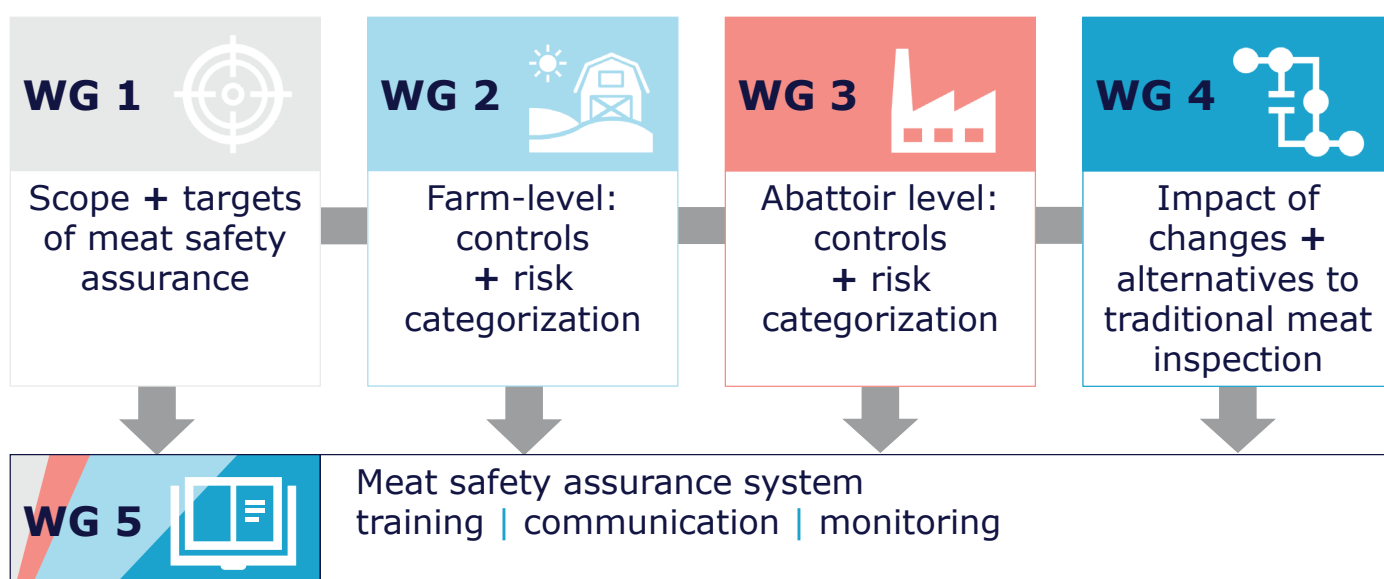 WG 1
Scope + targets
of meat safety
assurance
WG 2
Farm-level:
controls
+ risk
categorization
WG 3
Abattoir level:
controls
+ risk
categorization
WG 4
Impact of
changes +
alternatives to
traditional meat
inspection
WG 5
Meat safety assurance system
training | communication | monitoring